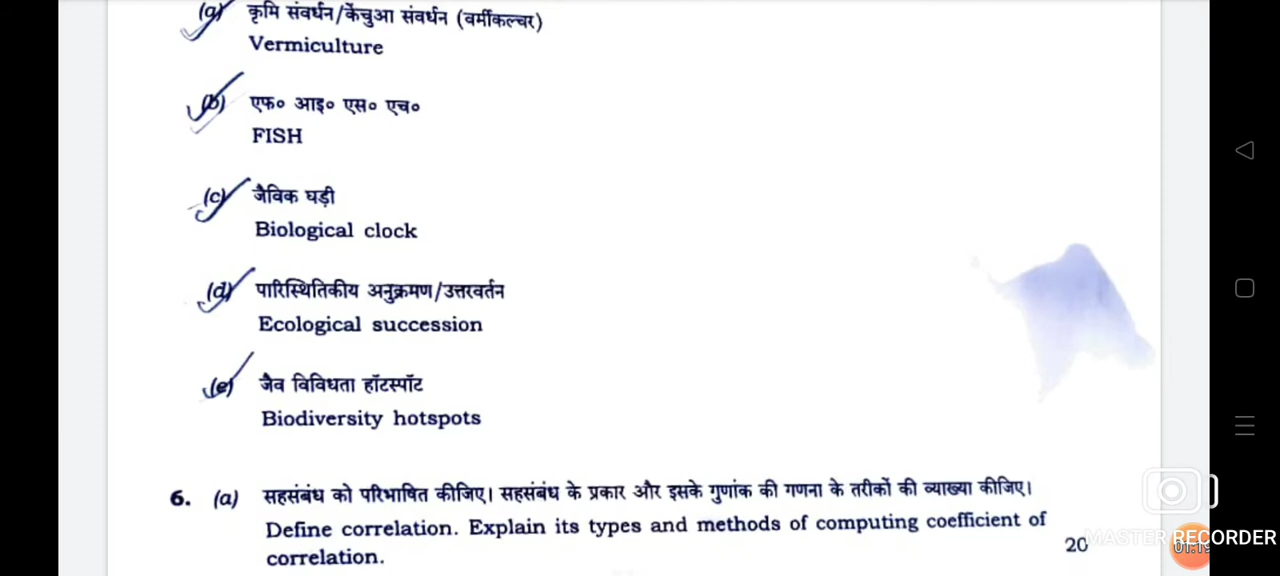 (a) कृमि संवर्धन/केंचुआ संवर्धन (वर्मीकल्चर)
Vermiculture
(b) एफ० आइ० एस० एच०
FISH
(c) जैविक घड़ी
Biological clock
(d) पारिस्थितिकीय अनुक्रमण/उत्तरवर्तन
Ecological succession
(e) जैव विविधता हॉटस्पॉट
Biodiversity hotspots
6. (a) सहसंबंध को परिभाषित कीजिए। सहसंबंध के प्रकार और इसके गुणांक की गणना के तरीकों की व्याख्या कीजिए।
Define correlation. Explain its types and methods of computing coefficient of
correlation. 20
MASTER RECORDER
01:19